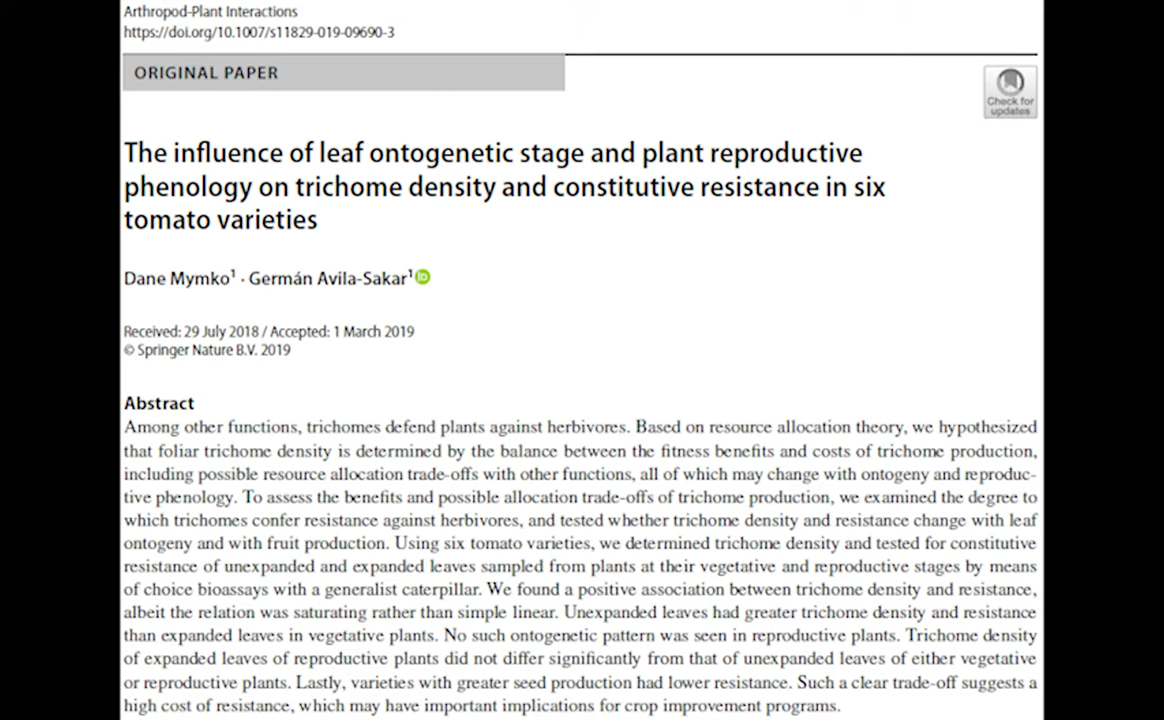 Arthropod-Plant Interactions
https://doi.org/10.1007/s11829-019-09690-3
ORIGINAL PAPER
Check for
updates
The influence of leaf ontogenetic stage and plant reproductive
phenology on trichome density and constitutive resistance in six
tomato varieties
Dane Mymko¹ · Germán Avila-Sakar¹ iD
Received: 29 July 2018 / Accepted: 1 March 2019
© Springer Nature B.V. 2019
Abstract
Among other functions, trichomes defend plants against herbivores. Based on resource allocation theory, we hypothesized
that foliar trichome density is determined by the balance between the fitness benefits and costs of trichome production,
including possible resource allocation trade-offs with other functions, all of which may change with ontogeny and reproduc-
tive phenology. To assess the benefits and possible allocation trade-offs of trichome production, we examined the degree to
which trichomes confer resistance against herbivores, and tested whether trichome density and resistance change with leaf
ontogeny and with fruit production. Using six tomato varieties, we determined trichome density and tested for constitutive
resistance of unexpanded and expanded leaves sampled from plants at their vegetative and reproductive stages by means
of choice bioassays with a generalist caterpillar. We found a positive association between trichome density and resistance,
albeit the relation was saturating rather than simple linear. Unexpanded leaves had greater trichome density and resistance
than expanded leaves in vegetative plants. No such ontogenetic pattern was seen in reproductive plants. Trichome density
of expanded leaves of reproductive plants did not differ significantly from that of unexpanded leaves of either vegetative
or reproductive plants. Lastly, varieties with greater seed production had lower resistance. Such a clear trade-off suggests a
high cost of resistance, which may have important implications for crop improvement programs.